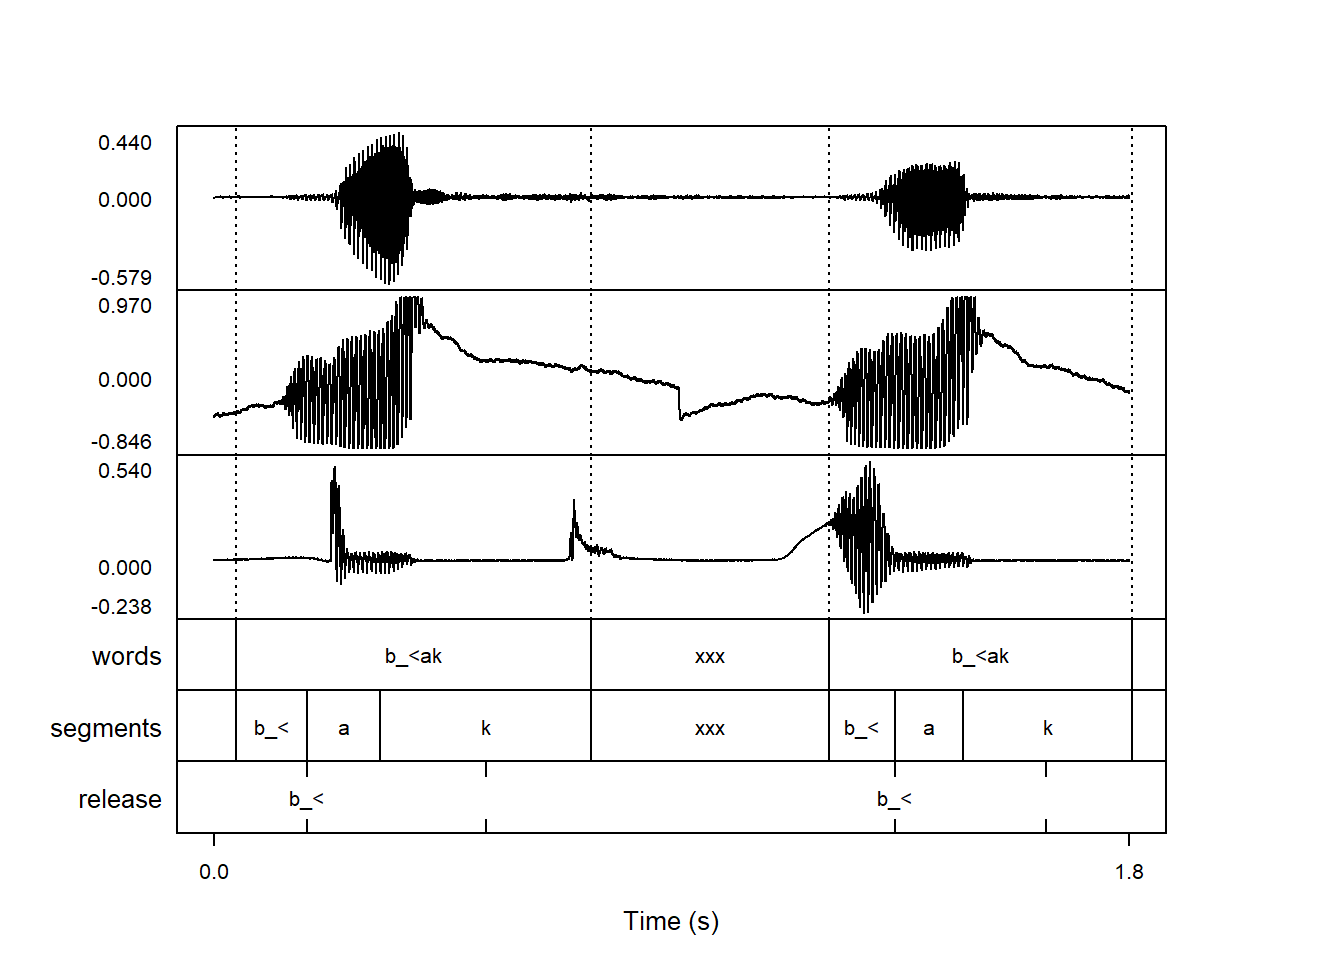 0.440
0.000
-0.579
0.970
0.000
-0.846
0.540
0.000
-0.238
words b_<ak xxx b_<ak
segments b_< a k xxx b_< a k
release b_< b_<
0.0 1.8
Time (s)